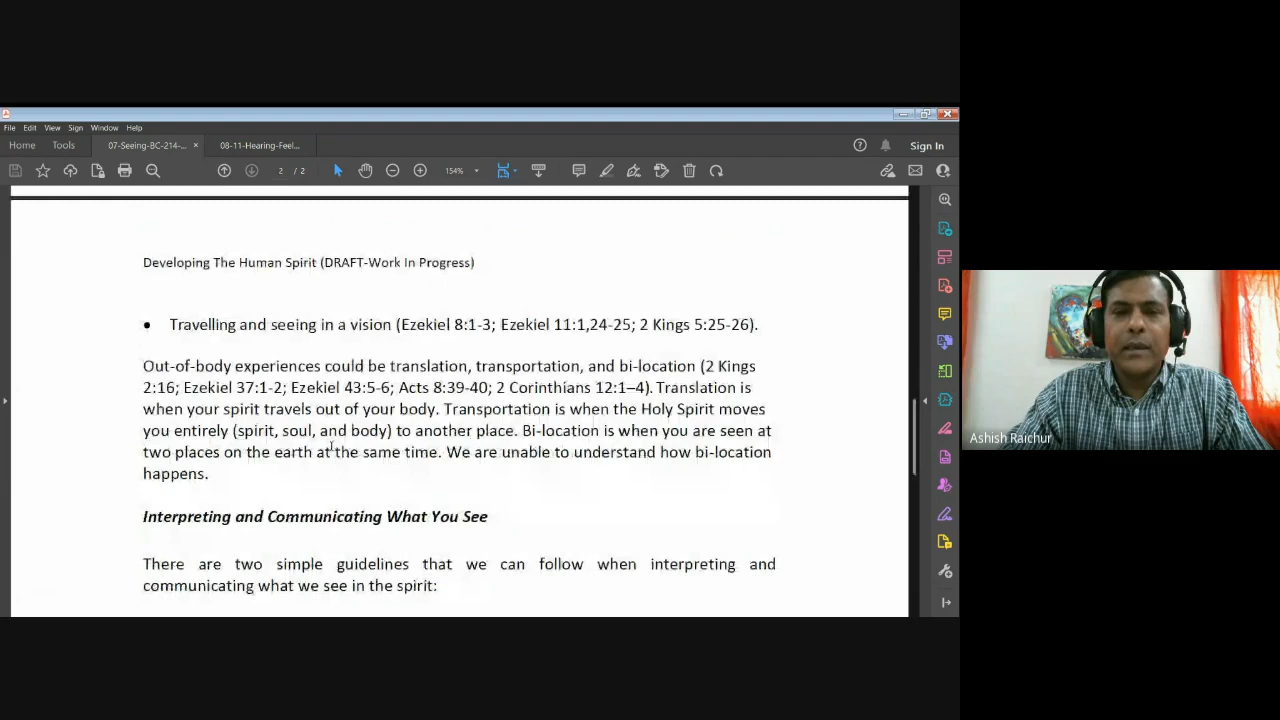 File Edit View Sign Window Help
Home Tools 07-Seeing-BC-214-... × 08-11-Hearing-Feel... Sign In
2 / 2 154%
Developing The Human Spirit (DRAFT-Work In Progress)
• Travelling and seeing in a vision (Ezekiel 8:1-3; Ezekiel 11:1,24-25; 2 Kings 5:25-26).
Out-of-body experiences could be translation, transportation, and bi-location (2 Kings
2:16; Ezekiel 37:1-2; Ezekiel 43:5-6; Acts 8:39-40; 2 Corinthians 12:1–4). Translation is
when your spirit travels out of your body. Transportation is when the Holy Spirit moves
you entirely (spirit, soul, and body) to another place. Bi-location is when you are seen at
two places on the earth at the same time. We are unable to understand how bi-location
happens.
Interpreting and Communicating What You See
There are two simple guidelines that we can follow when interpreting and
communicating what we see in the spirit:
Ashish Raichur